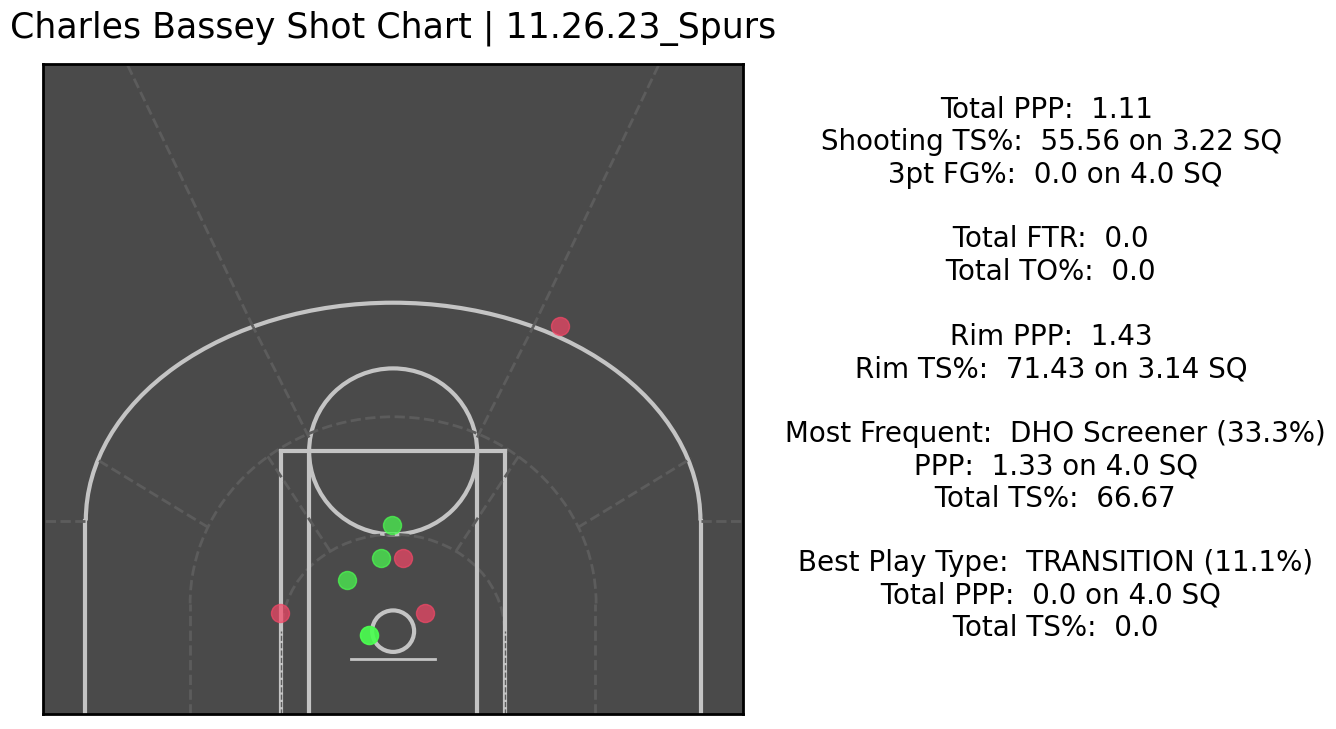 Charles Bassey Shot Chart | 11.26.23_Spurs
Total PPP:  1.11
Shooting TS%:  55.56 on 3.22 SQ
3pt FG%:  0.0 on 4.0 SQ
Total FTR:  0.0
Total TO%:  0.0
Rim PPP:  1.43
Rim TS%:  71.43 on 3.14 SQ
Most Frequent:  DHO Screener (33.3%)
PPP:  1.33 on 4.0 SQ
Total TS%:  66.67
Best Play Type:  TRANSITION (11.1%)
Total PPP:  0.0 on 4.0 SQ
Total TS%:  0.0